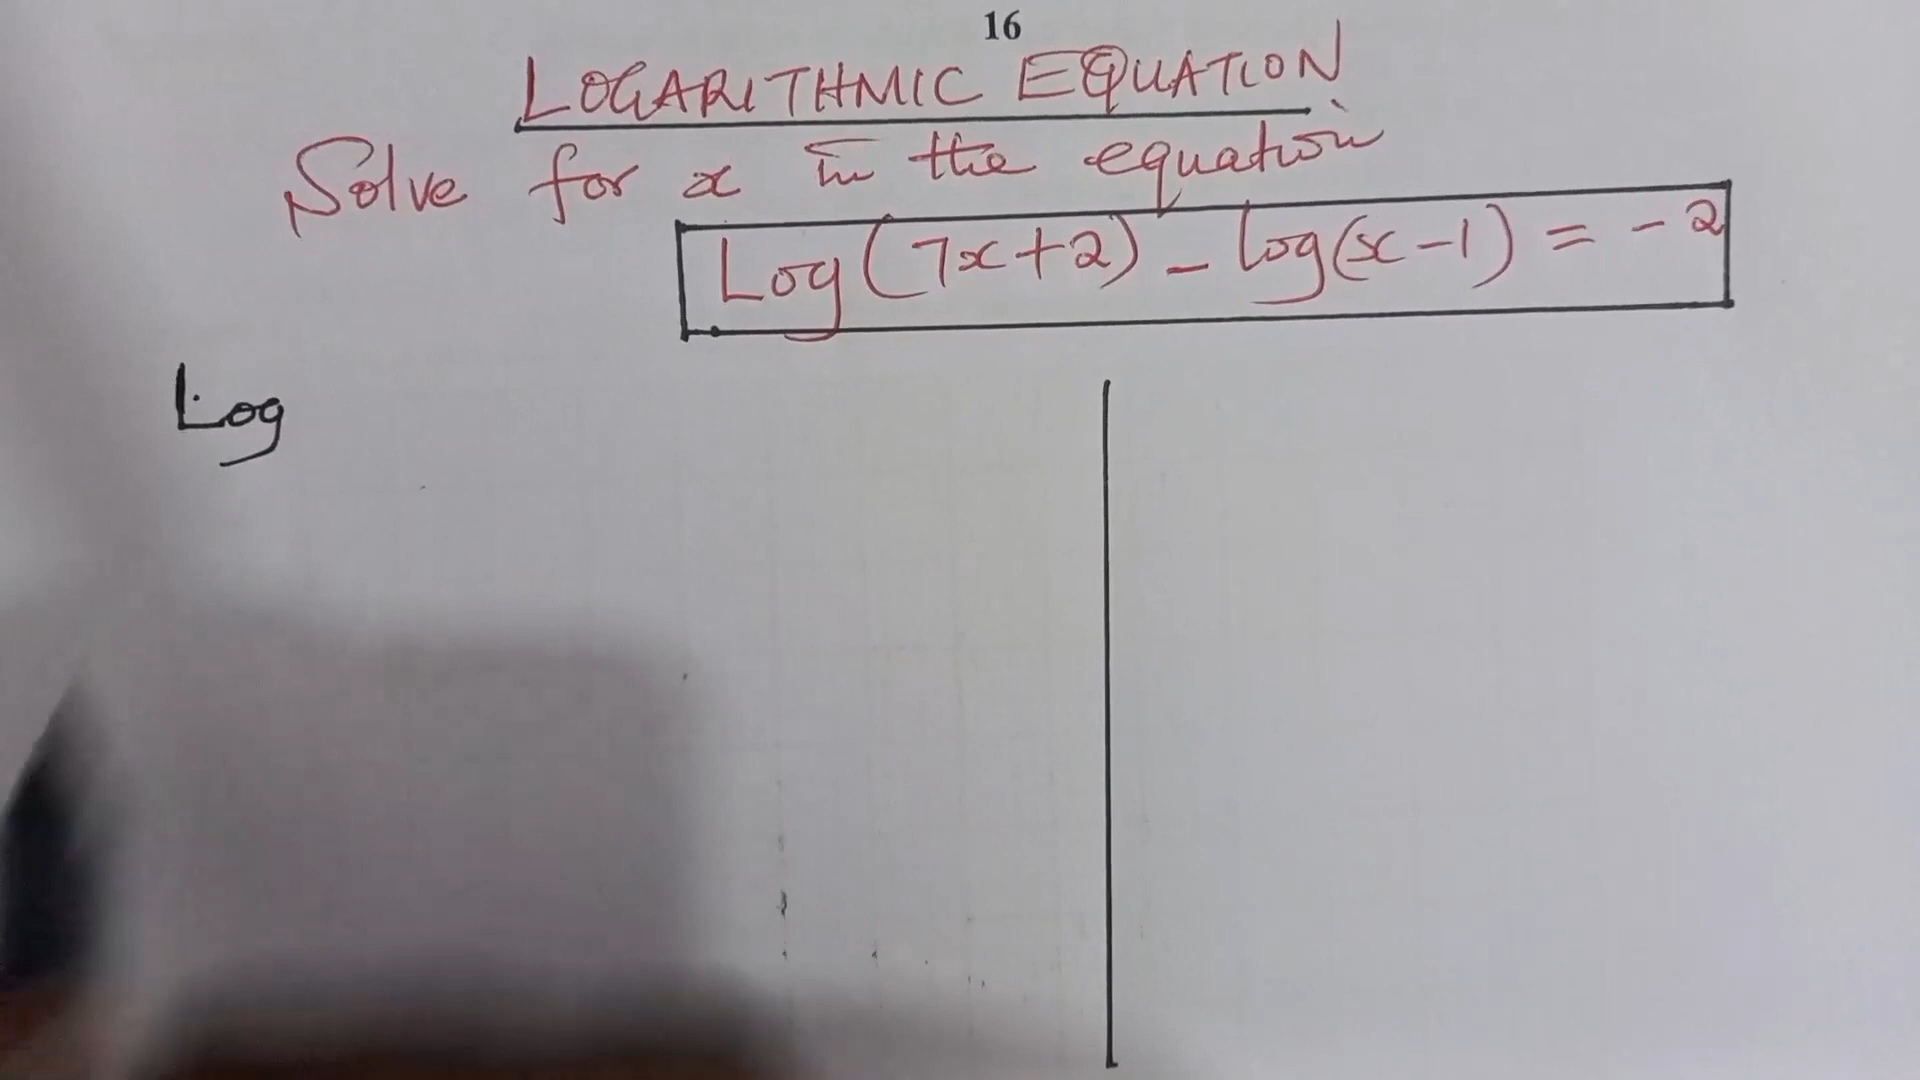 16
LOGARITHMIC EQUATION
Solve for x in the equation
Log(7x+2) - log(x-1) = -2
Log